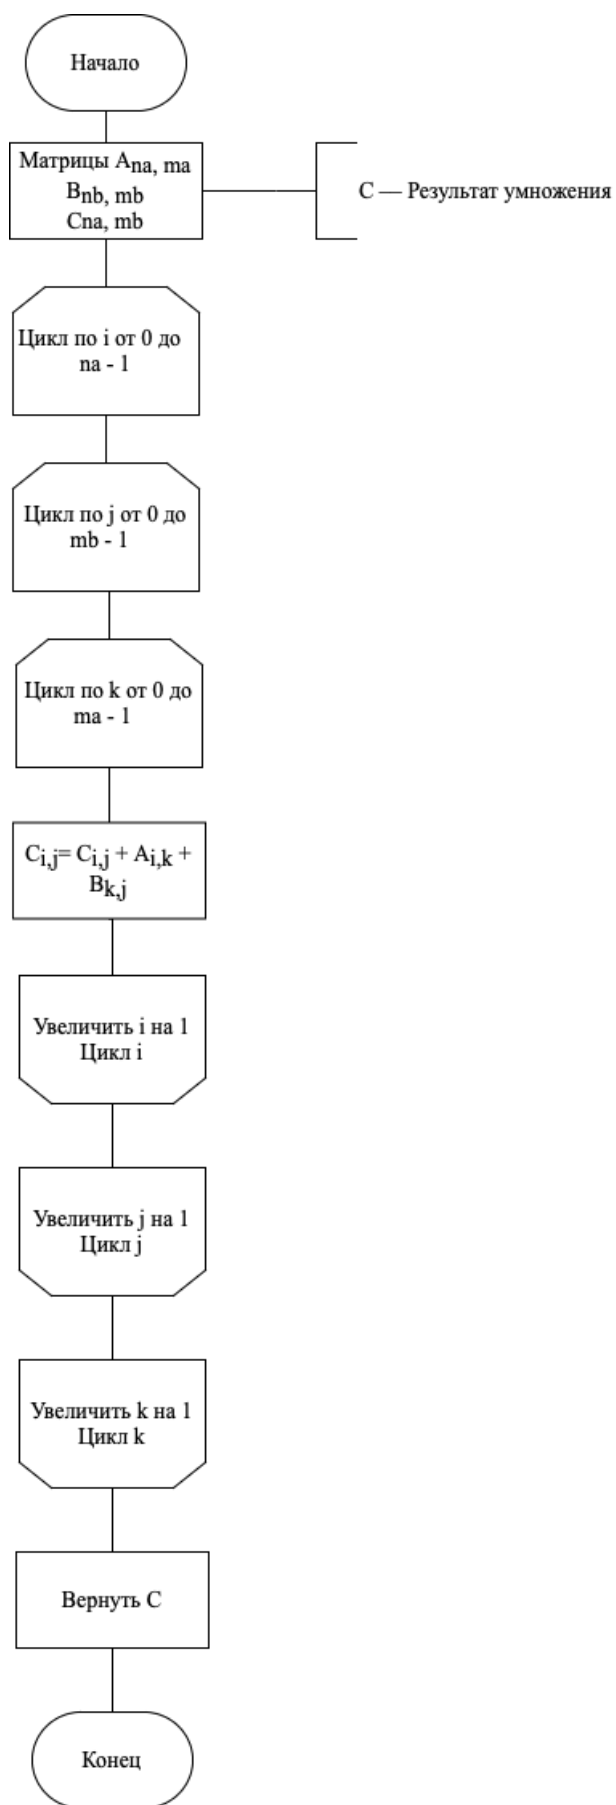 Начало
Матрицы Ana, ma
Bnb, mb
Cna, mb
C — Результат умножения
Цикл по i от 0 до
na - 1
Цикл по j от 0 до
mb - 1
Цикл по k от 0 до
ma - 1
Ci,j= Ci,j + Ai,k +
Bk,j
Увеличить i на 1
Цикл i
Увеличить j на 1
Цикл j
Увеличить k на 1
Цикл k
Вернуть C
Конец